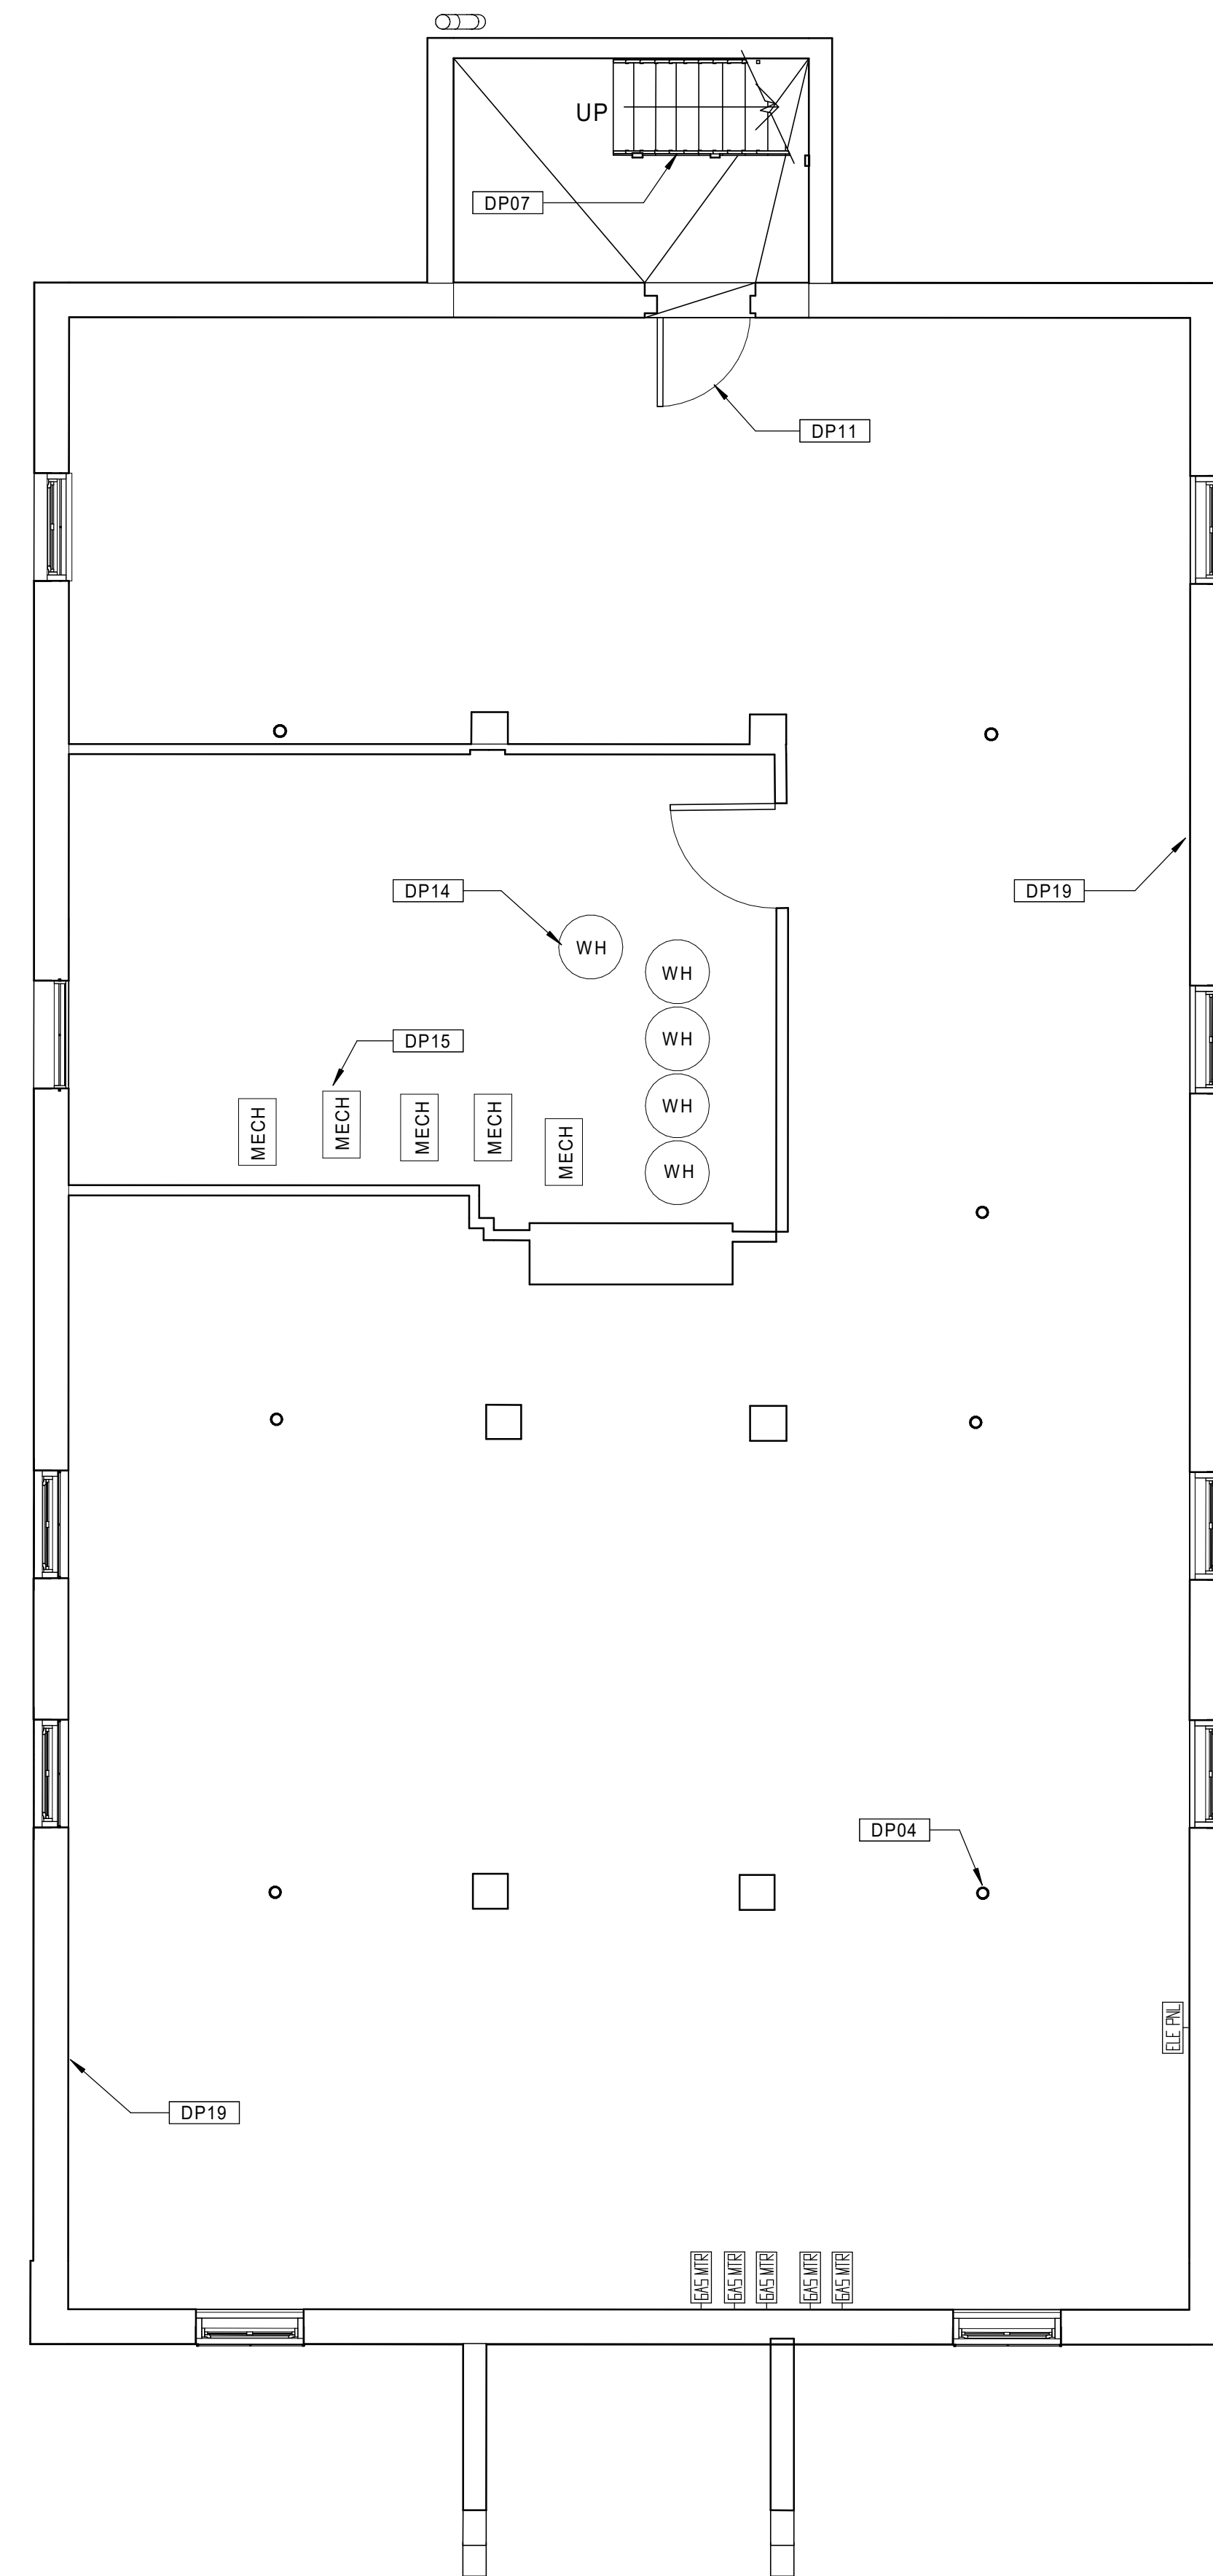 UP
DP07
DP11
DP14
DP19
WH
WH
WH
WH
WH
DP15
MECH
MECH
MECH
MECH
MECH
DP04
ELE PNL
DP19
GAS MTR
GAS MTR
GAS MTR
GAS MTR
GAS MTR